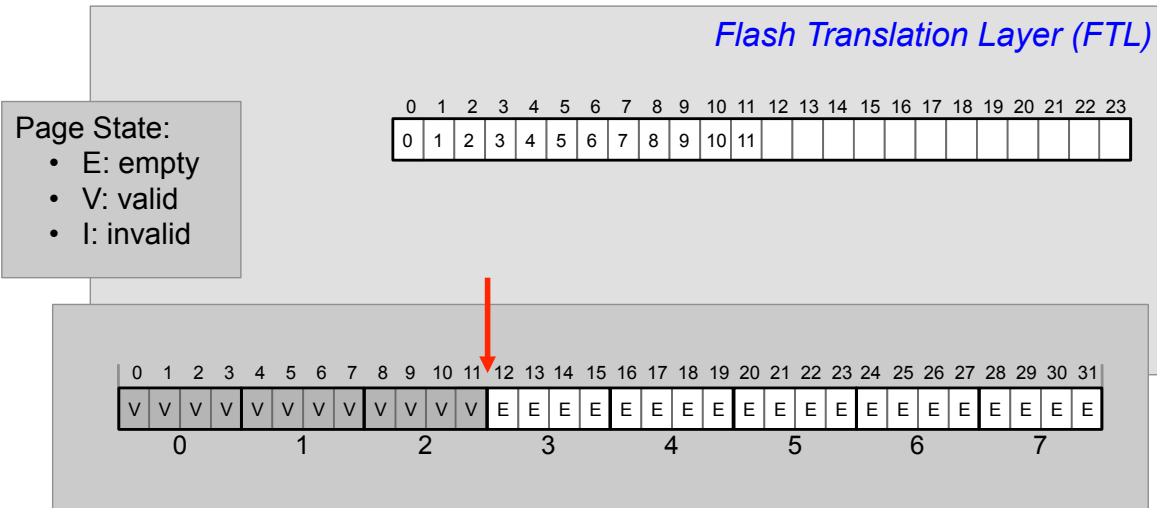 Flash Translation Layer (FTL)
0 1 2 3 4 5 6 7 8 9 10 11 12 13 14 15 16 17 18 19 20 21 22 23
0 1 2 3 4 5 6 7 8 9 10 11
Page State:
• E: empty
• V: valid
• I: invalid
0 1 2 3 4 5 6 7 8 9 10 11 12 13 14 15 16 17 18 19 20 21 22 23 24 25 26 27 28 29 30 31
V V V V V V V V V V V V E E E E E E E E E E E E E E E E E E E E
0 1 2 3 4 5 6 7